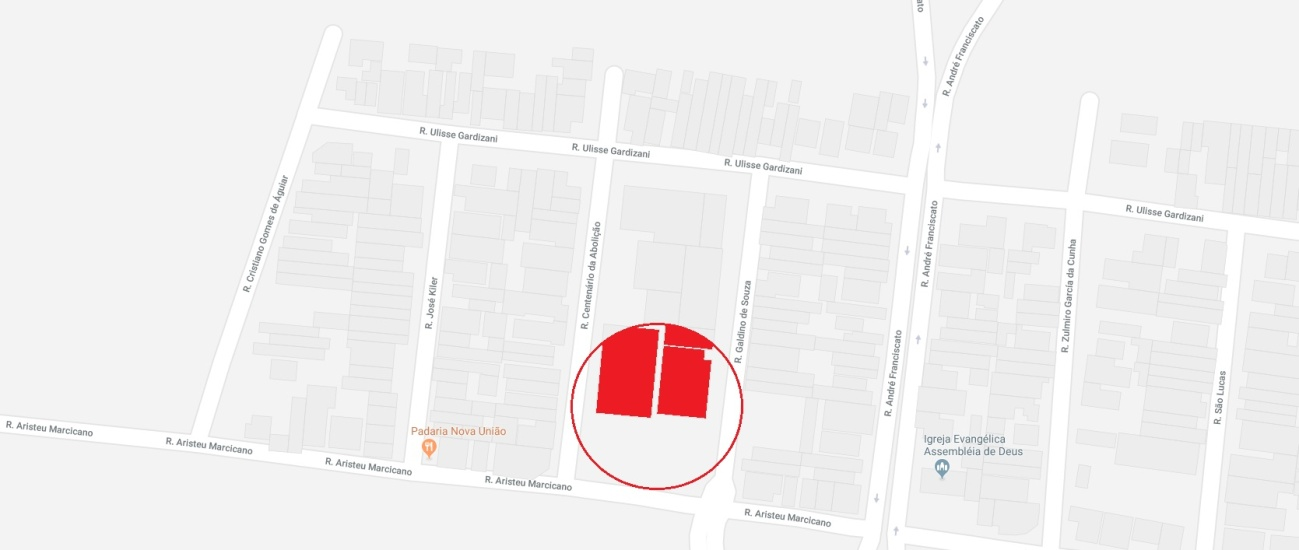 R. André Franciscato
R. Ulisse Gardizani
R. Ulisse Gardizani
R. Ulisse Gardizani
R. Ulisse Gardizani
R. Cristiano Gomes de Águiar
R. José Kiler
R. Centenário da Abolição
R. Galdino de Souza
R. André Franciscato
R. André Franciscato
R. Zulmiro García da Cunha
R. São Lucas
R. Aristeu Marcicano
R. Aristeu Marcicano
R. Aristeu Marcicano
R. Aristeu Marcicano
R. Aristeu Marcicano
Padaria Nova União
Igreja Evangélica
Assembléia de Deus